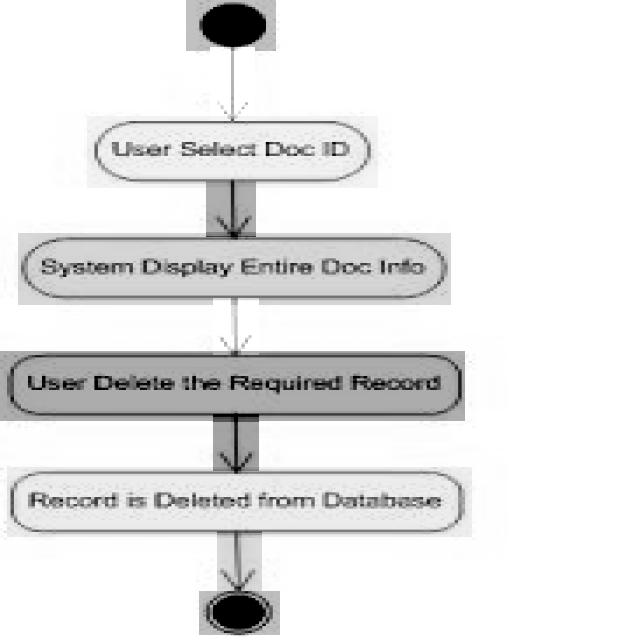 User Select Doc ID
System Display Entire Doc Info
User Delete the Required Record
Record is Deleted from Database